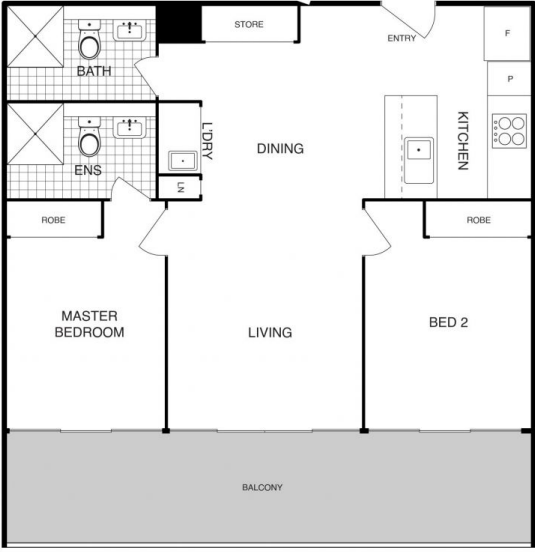 STORE
ENTRY
F
BATH
P
L'DRY
KITCHEN
DINING
ENS
LN
ROBE
ROBE
MASTER
BEDROOM
LIVING
BED 2
BALCONY